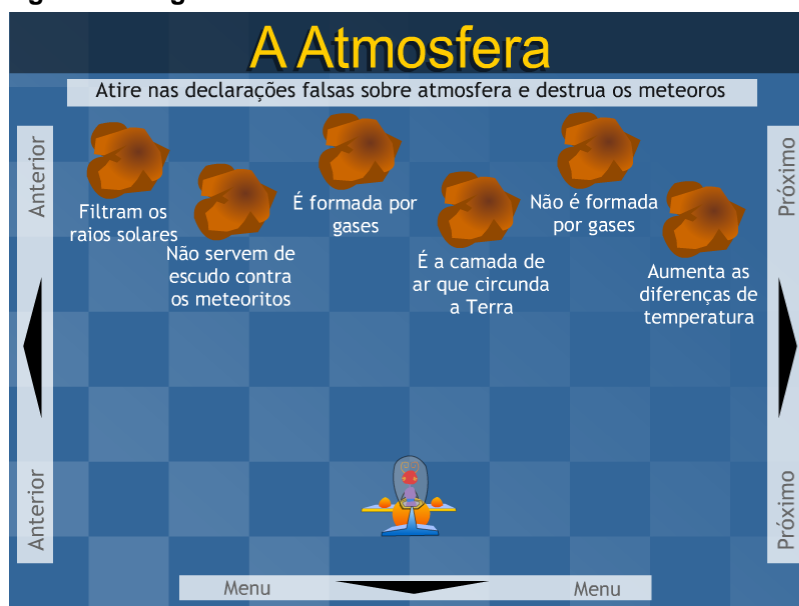 A Atmosfera
Atire nas declarações falsas sobre atmosfera e destrua os meteoros
Anterior
Próximo
Filtram os
raios solares
Não servem de
escudo contra
os meteoritos
É formada por
gases
É a camada de
ar que circunda
a Terra
Não é formada
por gases
Aumenta as
diferenças de
temperatura
Anterior
Próximo
Menu
Menu